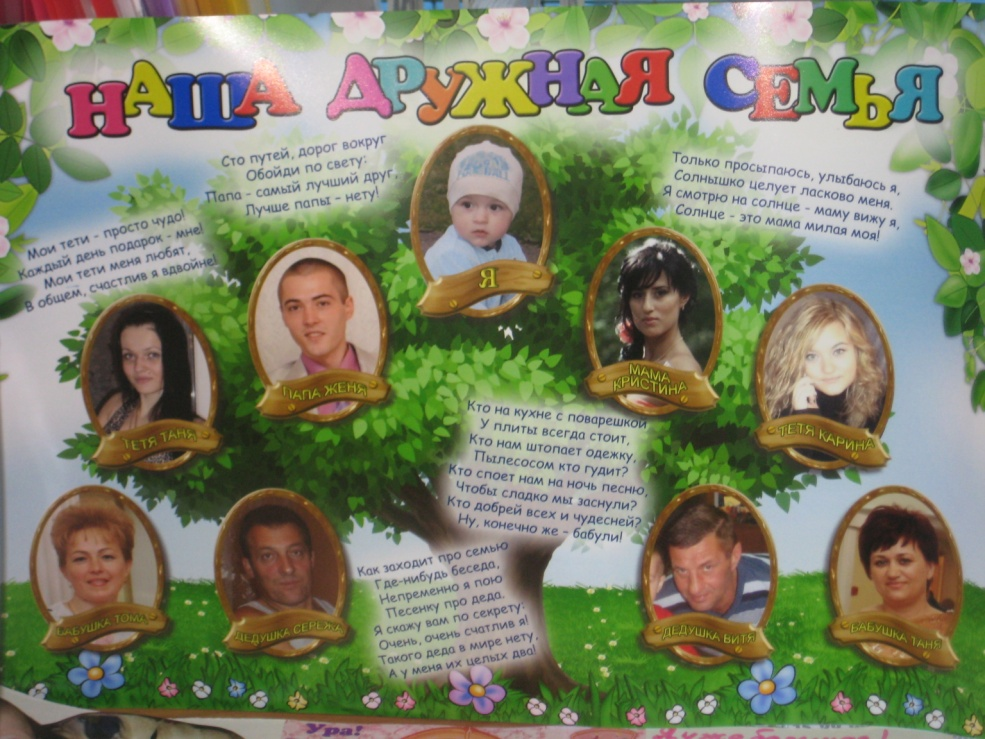 НАША ДРУЖНАЯ СЕМЬЯ
Сто путей, дорог вокруг
Обойди по свету:
Папа - самый лучший друг,
Лучше папы - нету!
Только просыпаюсь, улыбаюсь я,
Солнышко целует ласково меня.
Я смотрю на солнце - маму вижу я,
Солнце - это мама милая моя!
Мои тети - просто чудо!
Каждый день подарок - мне!
Мои тети меня любят,
В общем, счастлив я вдвойне!
Я
ПАПА ЖЕНЯ
МАМА
КРИСТИНА
ТЕТЯ ТАНЯ
ТЕТЯ КАРИНА
Кто на кухне с поварешкой
У плиты всегда стоит,
Кто нам штопает одежку,
Пылесосом кто гудит?
Кто споет нам на ночь песню,
Чтобы сладко мы заснули?
Кто добрей всех и чудесней?
Ну, конечно же - бабули!
Как заходит про семью
Где-нибудь беседа,
Непременно я пою
Песенку про деда.
Я скажу вам по секрету:
Очень, очень счастлив я!
Такого деда в мире нету,
А у меня их целых два!
БАБУШКА ТОМА
ДЕДУШКА СЕРЕЖА
ДЕДУШКА ВИТЯ
БАБУШКА ТАНЯ
Ура!